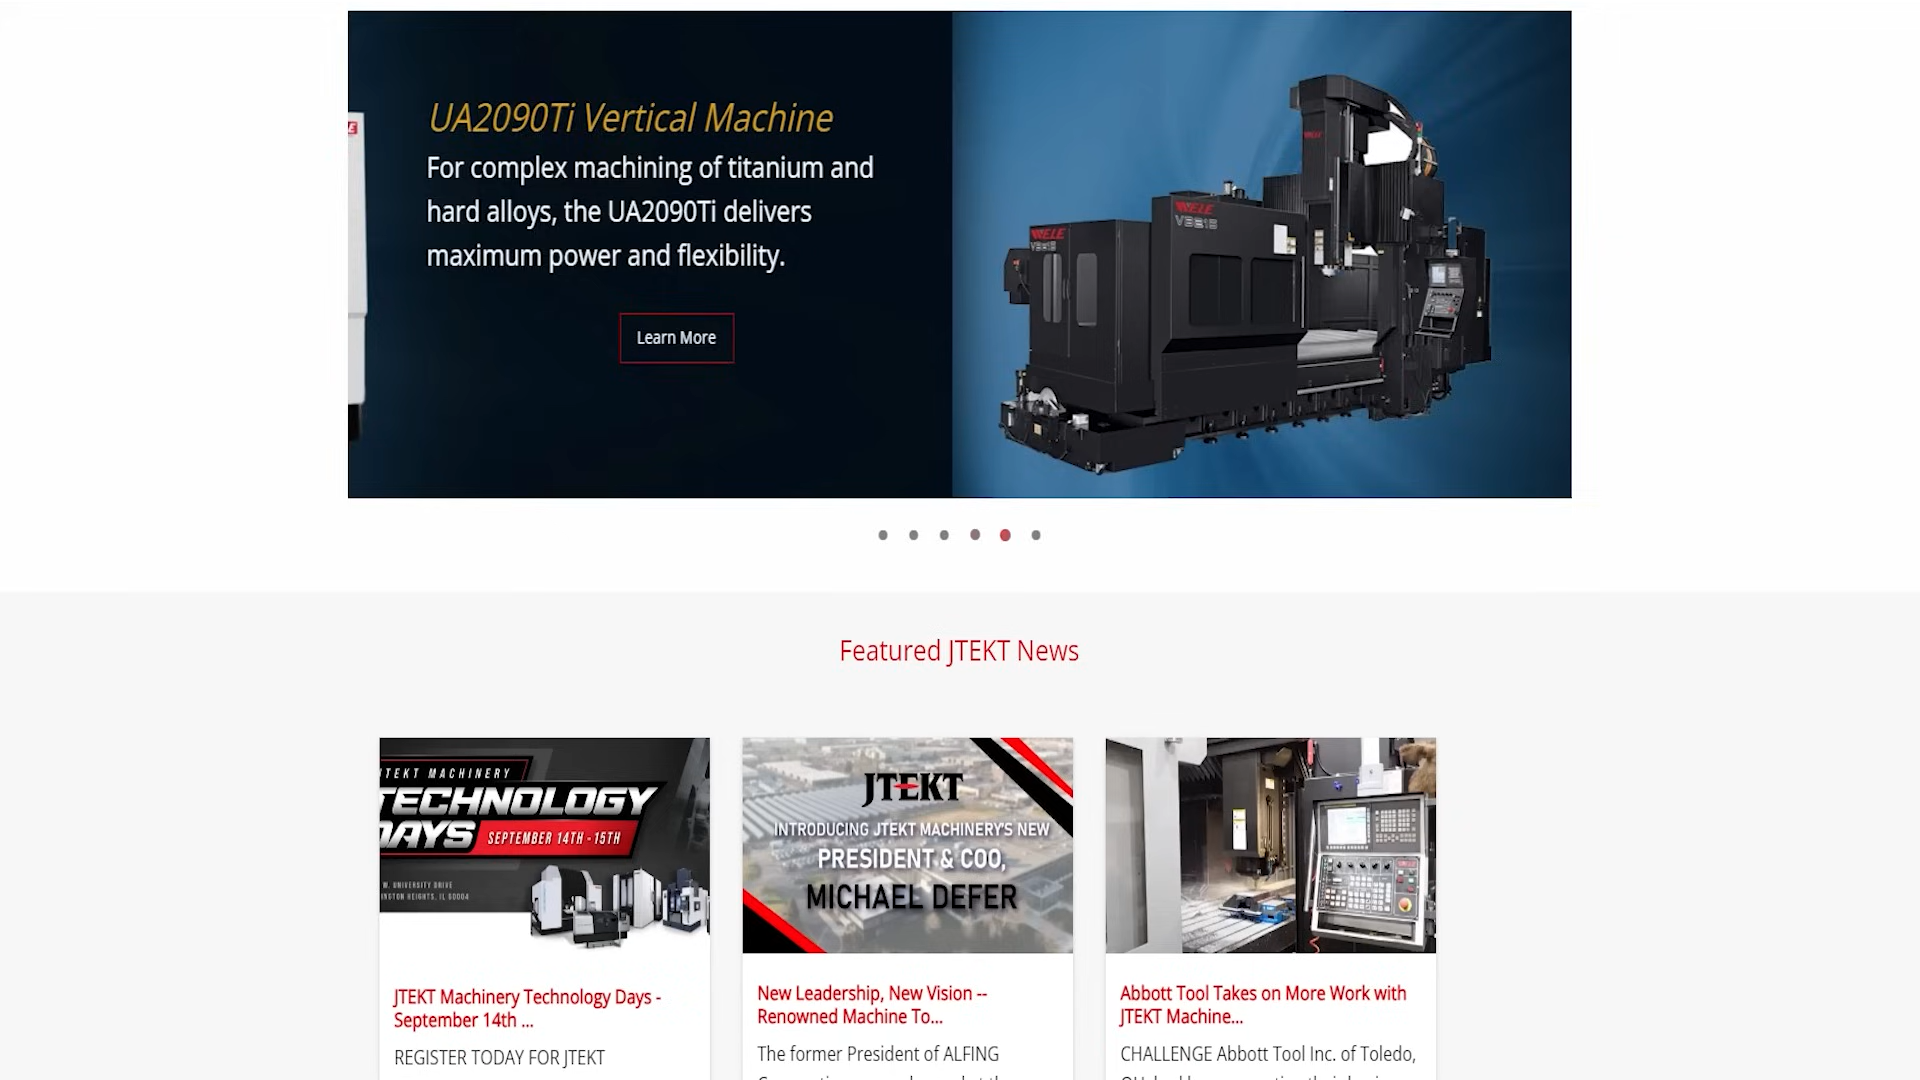 UA2090Ti Vertical Machine
For complex machining of titanium and
hard alloys, the UA2090Ti delivers
maximum power and flexibility.
Learn More
WELE
WELE
Featured JTEKT News
JTEKT MACHINERY
TECHNOLOGY
DAYS SEPTEMBER 14TH - 15TH
W. UNIVERSITY DRIVE
INGTON HEIGHTS, IL 60004
JTEKT
INTRODUCING JTEKT MACHINERY'S NEW
PRESIDENT & COO,
MICHAEL DEFER
JTEKT Machinery Technology Days -
September 14th ...
REGISTER TODAY FOR JTEKT
New Leadership, New Vision --
Renowned Machine To...
The former President of ALFING
Abbott Tool Takes on More Work with
JTEKT Machine...
CHALLENGE Abbott Tool Inc. of Toledo,